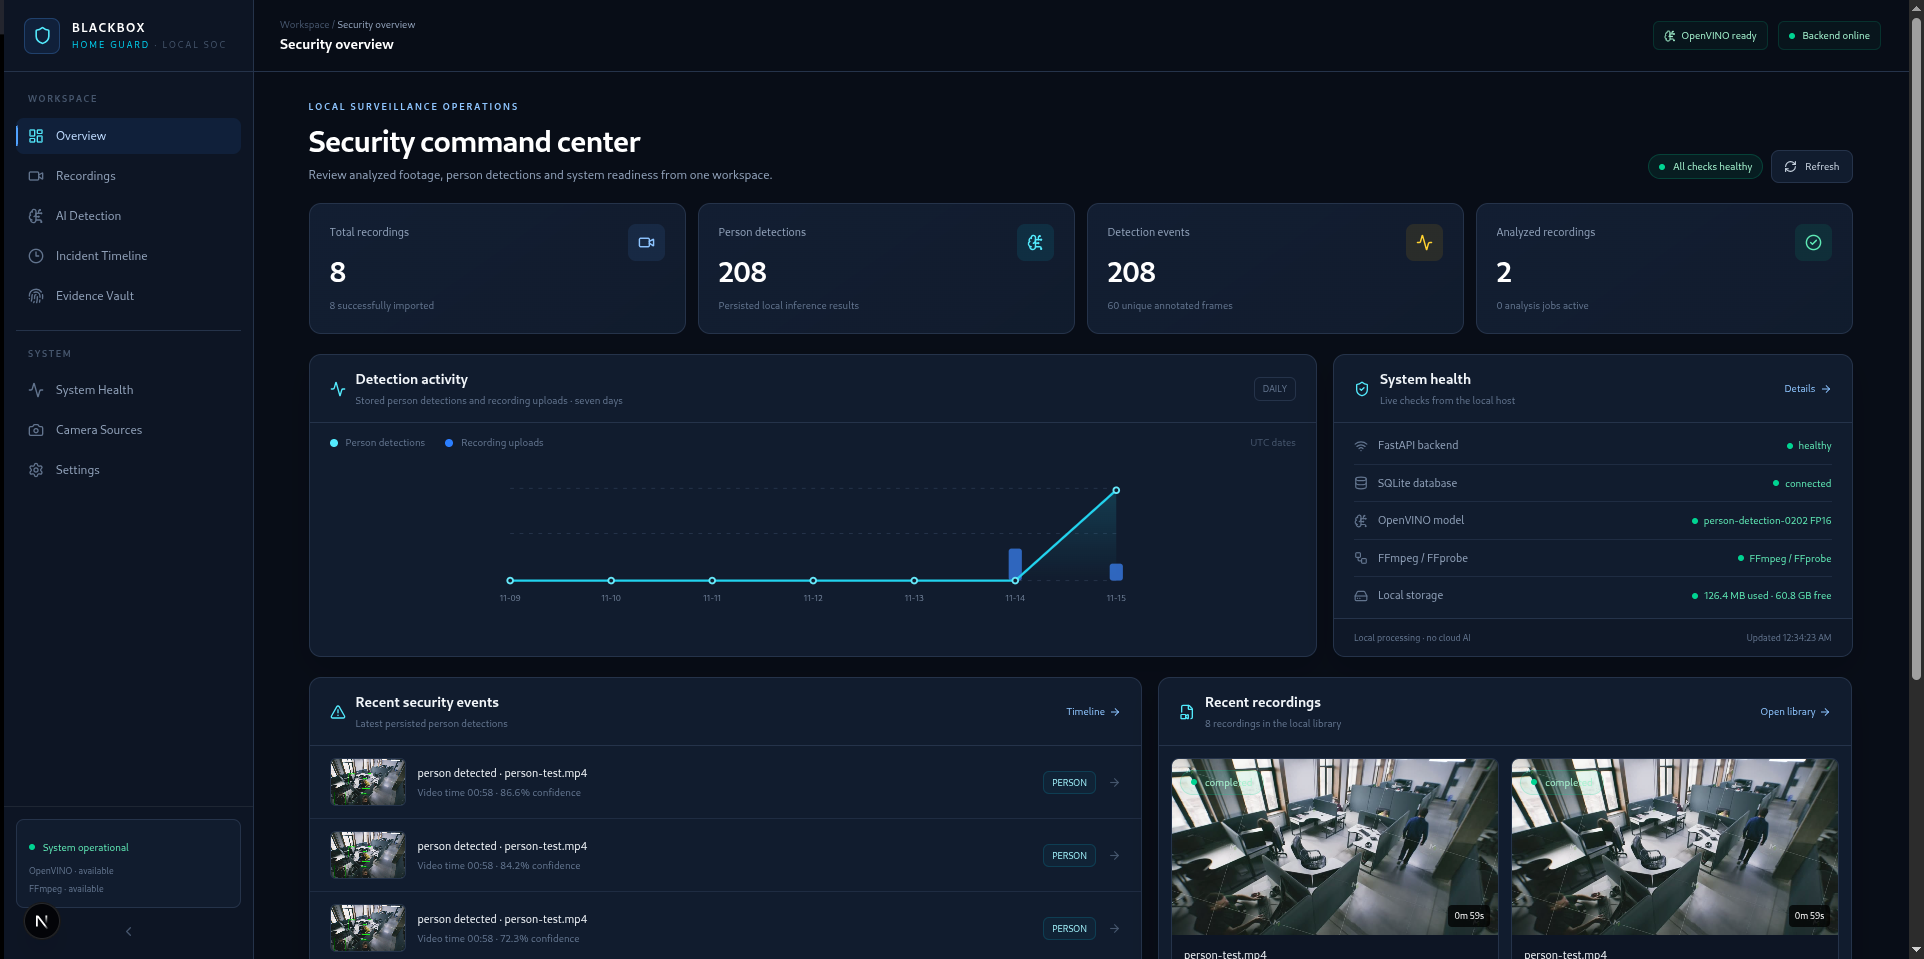 BLACKBOX
HOME GUARD · LOCAL SOC
WORKSPACE
Overview
Recordings
AI Detection
Incident Timeline
Evidence Vault
SYSTEM
System Health
Camera Sources
Settings
System operational
OpenVINO · available
FFmpeg · available
N
Workspace / Security overview
Security overview
OpenVINO ready
Backend online
LOCAL SURVEILLANCE OPERATIONS
Security command center
Review analyzed footage, person detections and system readiness from one workspace.
All checks healthy
Refresh
Total recordings
8
8 successfully imported
Person detections
208
Persisted local inference results
Detection events
208
60 unique annotated frames
Analyzed recordings
2
0 analysis jobs active
Detection activity
Stored person detections and recording uploads · seven days
DAILY
Person detections
Recording uploads
UTC dates
11-09 11-10 11-11 11-12 11-13 11-14 11-15
System health
Live checks from the local host
Details
FastAPI backend
healthy
SQLite database
connected
OpenVINO model
person-detection-0202 FP16
FFmpeg / FFprobe
FFmpeg / FFprobe
Local storage
126.4 MB used · 60.8 GB free
Local processing · no cloud AI
Updated 12:34:23 AM
Recent security events
Latest persisted person detections
Timeline
person detected · person-test.mp4
Video time 00:58 · 86.6% confidence
PERSON
person detected · person-test.mp4
Video time 00:58 · 84.2% confidence
PERSON
person detected · person-test.mp4
Video time 00:58 · 72.3% confidence
PERSON
Recent recordings
8 recordings in the local library
Open library
completed
0m 59s
person-test.mp4
completed
0m 59s
person-test.mp4